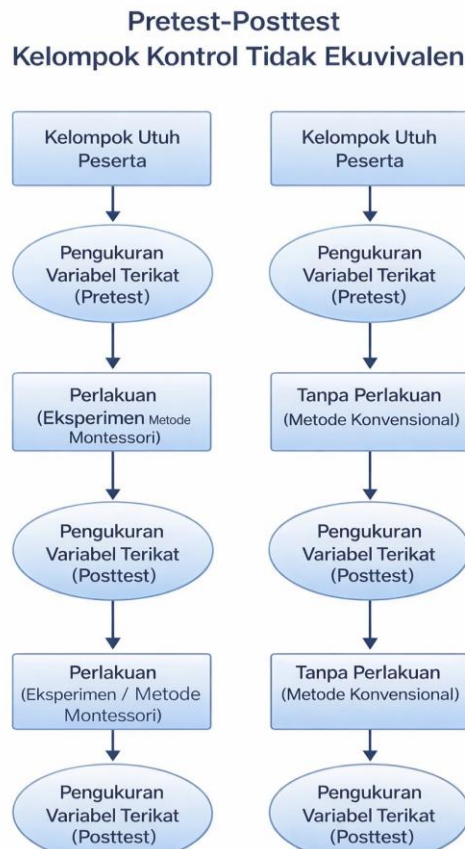 Pretest-Posttest
Kelompok Kontrol Tidak Ekuvivalen
Kelompok Utuh
Peserta
Pengukuran
Variabel Terikat
(Pretest)
Perlakuan
(Eksperimen Metode
Montessori)
Pengukuran
Variabel Terikat
(Posttest)
Perlakuan
(Eksperimen / Metode
Montessori)
Pengukuran
Variabel Terikat
(Posttest)
Kelompok Utuh
Peserta
Pengukuran
Variabel Terikat
(Pretest)
Tanpa Perlakuan
(Metode Konvensional)
Pengukuran
Variabel Terikat
(Posttest)
Tanpa Perlakuan
(Metode Konvensional)
Pengukuran
Variabel Terikat
(Posttest)